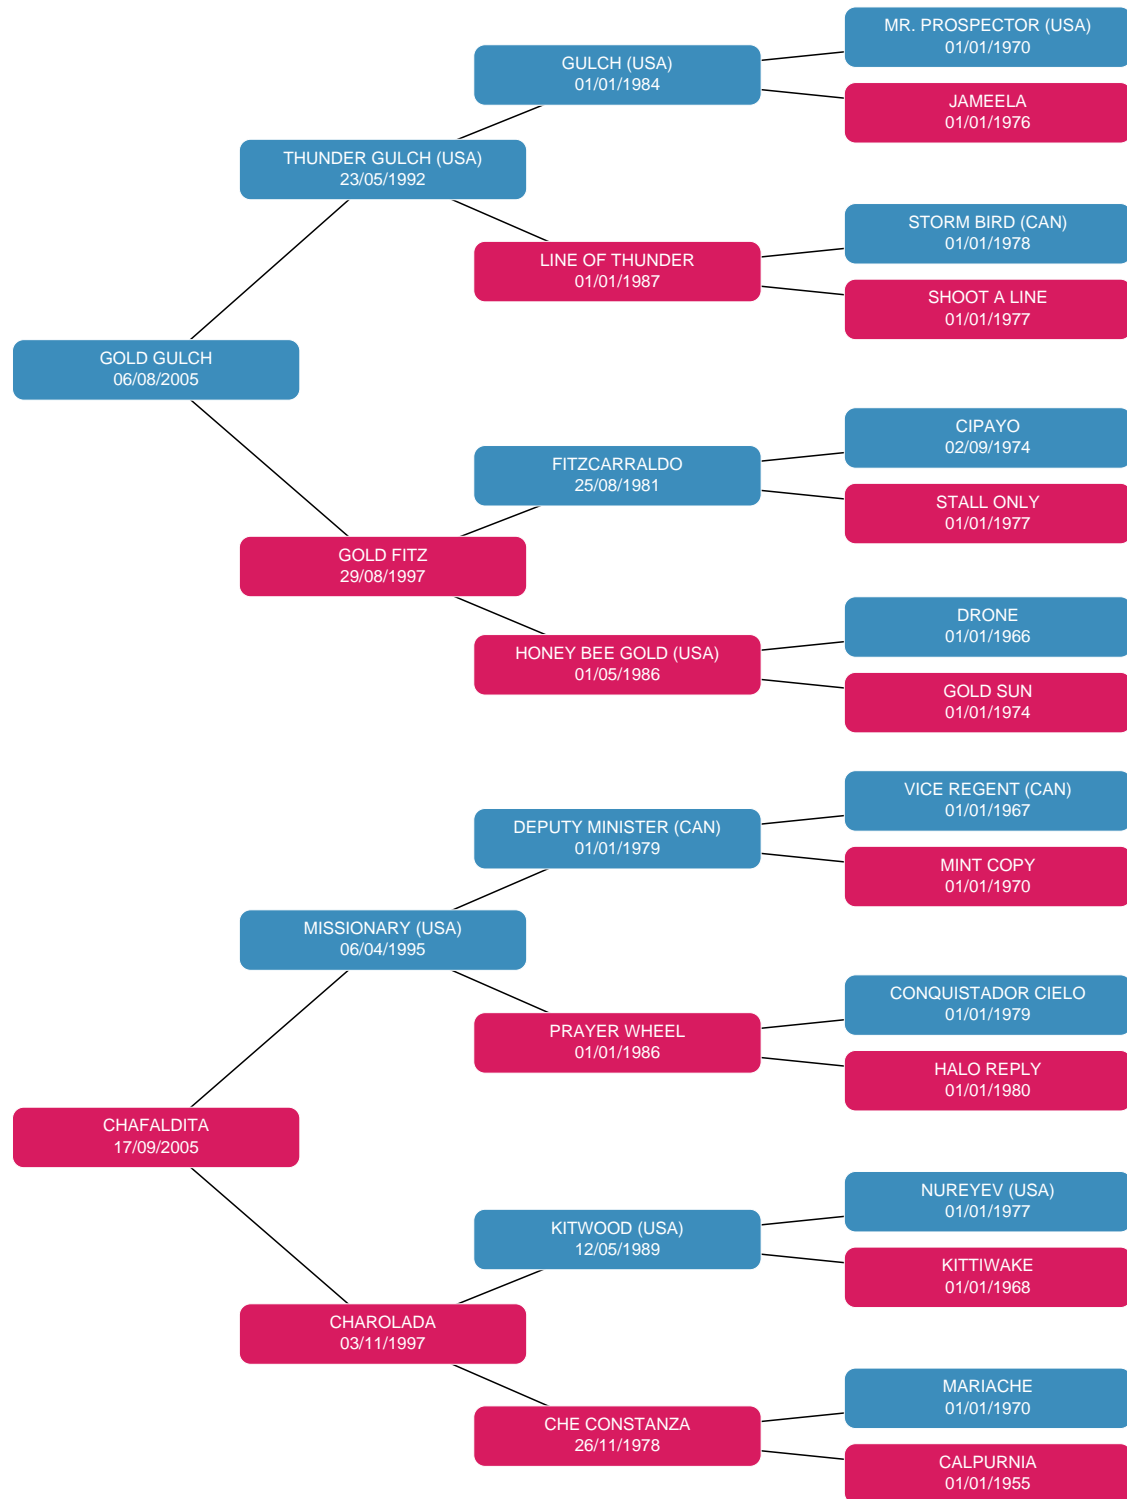 MR. PROSPECTOR (USA)
01/01/1970
GULCH (USA)
01/01/1984
JAMEELA
01/01/1976
THUNDER GULCH (USA)
23/05/1992
STORM BIRD (CAN)
01/01/1978
LINE OF THUNDER
01/01/1987
SHOOT A LINE
01/01/1977
GOLD GULCH
06/08/2005
CIPAYO
02/09/1974
FITZCARRALDO
25/08/1981
STALL ONLY
01/01/1977
GOLD FITZ
29/08/1997
DRONE
01/01/1966
HONEY BEE GOLD (USA)
01/05/1986
GOLD SUN
01/01/1974
VICE REGENT (CAN)
01/01/1967
DEPUTY MINISTER (CAN)
01/01/1979
MINT COPY
01/01/1970
MISSIONARY (USA)
06/04/1995
CONQUISTADOR CIELO
01/01/1979
PRAYER WHEEL
01/01/1986
HALO REPLY
01/01/1980
CHAFALDITA
17/09/2005
NUREYEV (USA)
01/01/1977
KITWOOD (USA)
12/05/1989
KITTIWAKE
01/01/1968
CHAROLADA
03/11/1997
MARIACHE
01/01/1970
CHE CONSTANZA
26/11/1978
CALPURNIA
01/01/1955